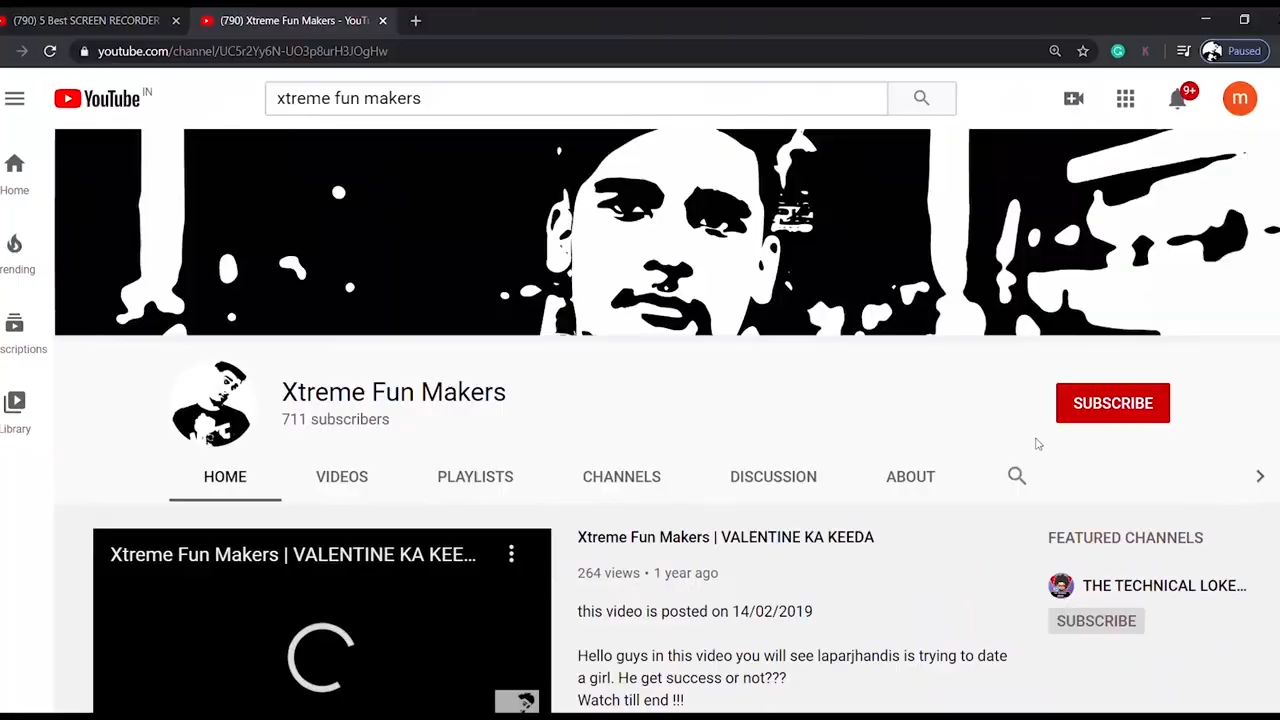 (790) 5 Best SCREEN RECORDER
(790) Xtreme Fun Makers - YouTu
youtube.com/channel/UC5r2Yy6N-UO3p8urH3JOgHw
K
Paused
YouTube IN
xtreme fun makers
9+
m
Home
rending
scriptions
Library
Xtreme Fun Makers
711 subscribers
SUBSCRIBE
HOME VIDEOS PLAYLISTS CHANNELS DISCUSSION ABOUT
Xtreme Fun Makers | VALENTINE KA KEE...
Xtreme Fun Makers | VALENTINE KA KEEDA
264 views • 1 year ago
this video is posted on 14/02/2019
Hello guys in this video you will see laparjhandis is trying to date
a girl. He get success or not???
Watch till end !!!
FEATURED CHANNELS
THE TECHNICAL LOKE...
SUBSCRIBE